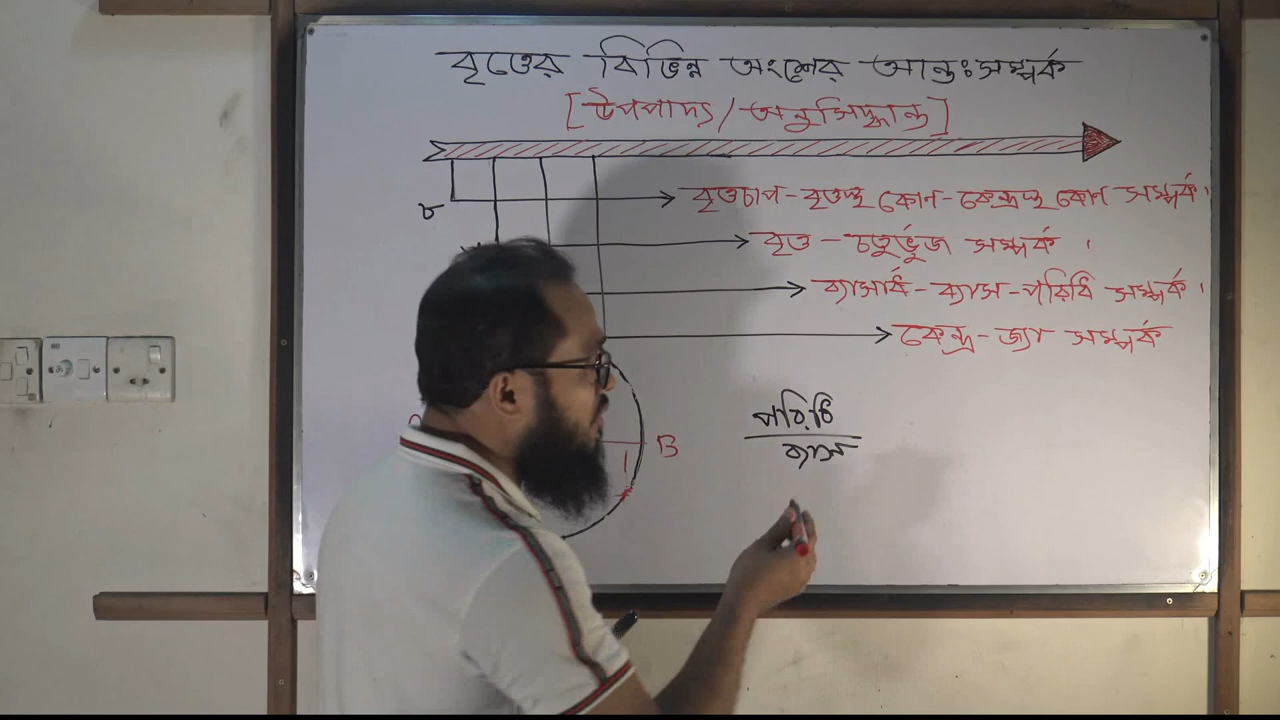 বৃত্তের বিভিন্ন অংশের আন্তঃসম্পর্ক
[উপপাদ্য/অনুসিদ্ধান্ত]
৮
বৃত্তচাপ-বৃত্তস্থ কোণ-কেন্দ্রস্থ কোণ সম্পর্ক।
বৃত্ত - চতুর্ভুজ সম্পর্ক ।
ব্যাসার্ধ-ব্যাস-পরিধি সম্পর্ক ।
কেন্দ্র-জ্যা সম্পর্ক
পরিধি
ব্যাস
B